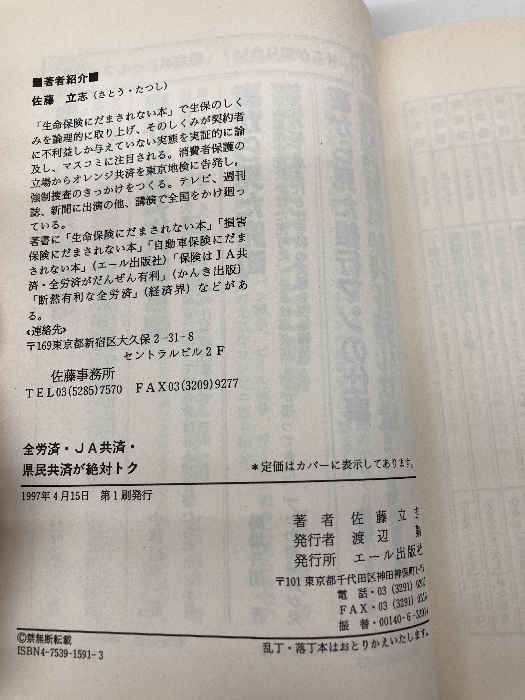 ■著者紹介■
佐藤　立志（さとう・たつし）
「生命保険にだまされない本」で生保のしく
みを論理的に取り上げ、そのしくみが契約者
に不利益しか与えていない実態を実証的に論
及し、マスコミに注目される。消費者保護の
立場からオレンジ共済を東京地検に告発し、
強制捜査のきっかけをつくる。テレビ、週刊
誌、新聞に出演の他、講演で全国をかけ廻っ
ている。
著書に「生命保険にだまされない本」「損害
保険にだまされない本」「自動車保険にだま
されない本」（エール出版社）「保険はＪＡ共
済・全労済がだんぜん有利」（かんき出版）
「断然有利な全労済」（経済界）などがあ
る。
<連絡先>
〒169東京都新宿区大久保2-31-8
セントラルビル２Ｆ
佐藤事務所
TEL03(5285)7570　FAX03(3209)9277
全労済・ＪＡ共済・
県民共済が絶対トク
＊定価はカバーに表示してあります。
1997年4月15日　第1刷発行
著者　佐藤立志
発行者　渡辺
発行所　エール出版社
〒101 東京都千代田区神田神保町1-
電話・03 (3291)
FAX・03 (3291)
振替・00140-6-
©禁無断転載
乱丁・落丁本はおとりかえいたします。
ISBN4-7539-1591-3